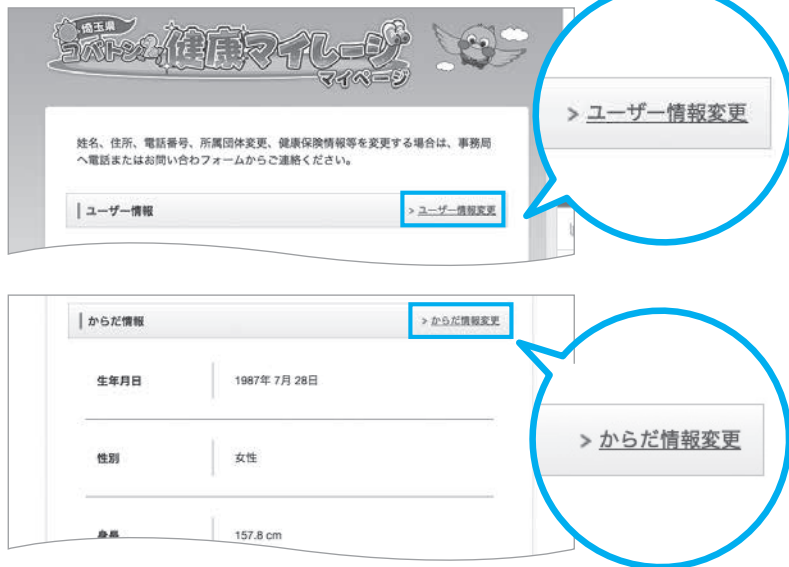 埼玉県
コバトン
健康マイレージ
マイページ
姓名、住所、電話番号、所属団体変更、健康保険情報等を変更する場合は、事務局
へ電話またはお問い合わフォームからご連絡ください。
ユーザー情報
> ユーザー情報変更
> ユーザー情報変更
からだ情報
> からだ情報変更
生年月日
1987年 7月 28日
> からだ情報変更
性別
女性
身長
157.8 cm